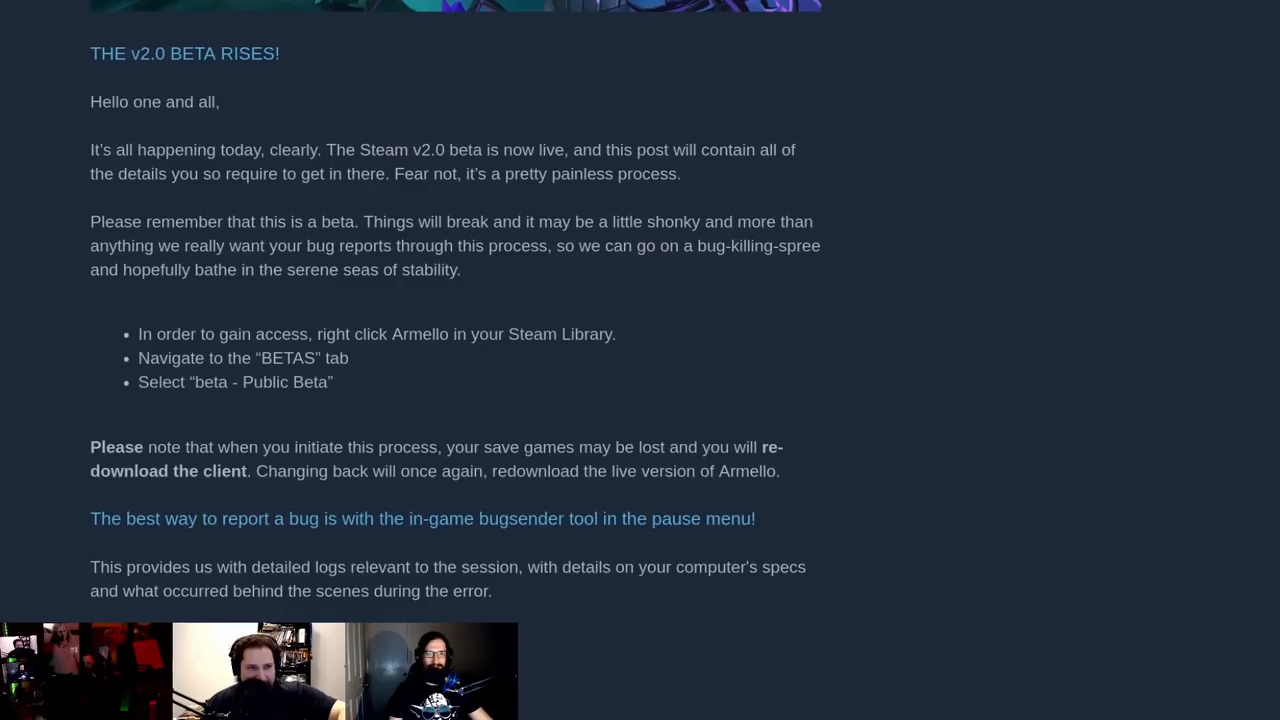 THE v2.0 BETA RISES!
Hello one and all,
It’s all happening today, clearly. The Steam v2.0 beta is now live, and this post will contain all of
the details you so require to get in there. Fear not, it’s a pretty painless process.
Please remember that this is a beta. Things will break and it may be a little shonky and more than
anything we really want your bug reports through this process, so we can go on a bug-killing-spree
and hopefully bathe in the serene seas of stability.
• In order to gain access, right click Armello in your Steam Library.
• Navigate to the “BETAS” tab
• Select “beta - Public Beta”
Please note that when you initiate this process, your save games may be lost and you will re-
download the client. Changing back will once again, redownload the live version of Armello.
The best way to report a bug is with the in-game bugsender tool in the pause menu!
This provides us with detailed logs relevant to the session, with details on your computer's specs
and what occurred behind the scenes during the error.